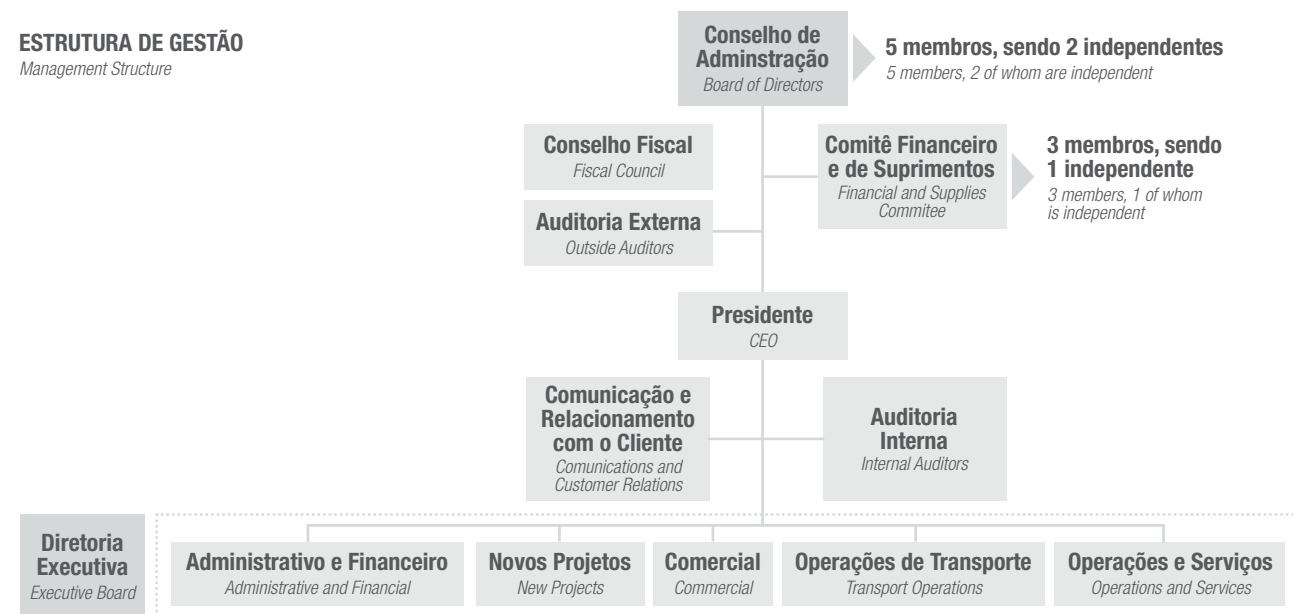 ESTRUTURA DE GESTÃO
Management Structure
Conselho de
Adminstração
Board of Directors
5 membros, sendo 2 independentes
5 members, 2 of whom are independent
Conselho Fiscal
Fiscal Council
Comitê Financeiro
e de Suprimentos
Financial and Supplies
Commitee
3 membros, sendo
1 independente
3 members, 1 of whom
is independent
Auditoria Externa
Outside Auditors
Presidente
CEO
Comunicação e
Relacionamento
com o Cliente
Comunications and
Customer Relations
Auditoria
Interna
Internal Auditors
Diretoria
Executiva
Executive Board
Administrativo e Financeiro
Administrative and Financial
Novos Projetos
New Projects
Comercial
Commercial
Operações de Transporte
Transport Operations
Operações e Serviços
Operations and Services